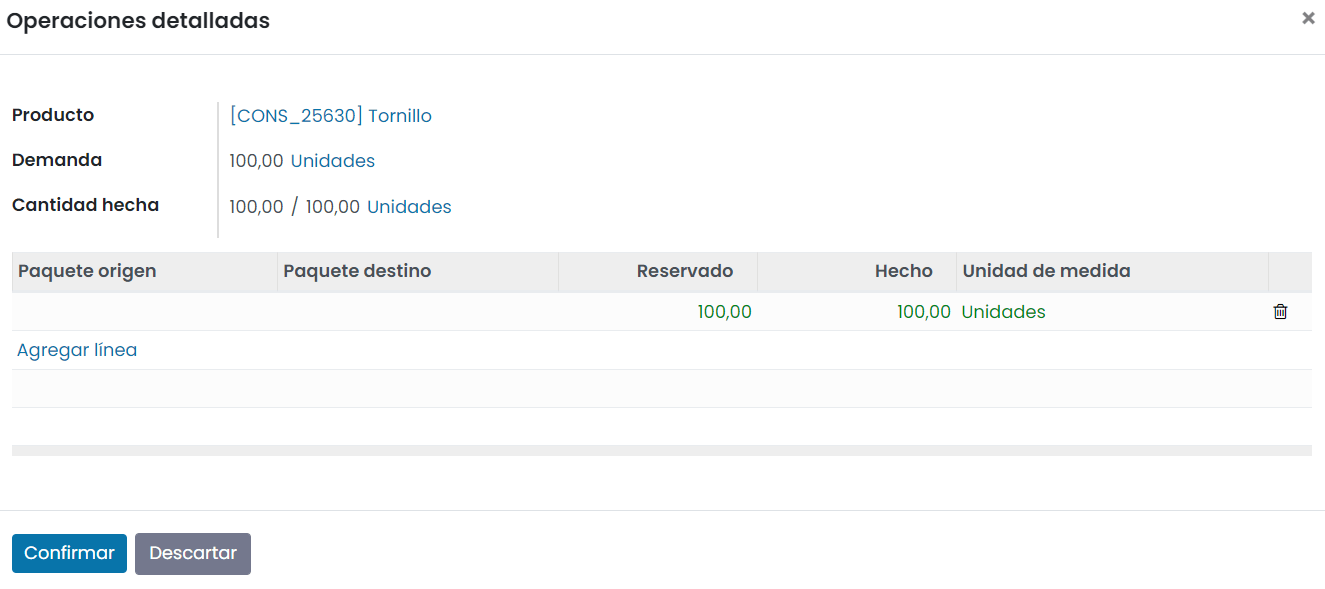 Operaciones detalladas
Producto [CONS_25630] Tornillo
Demanda 100,00 Unidades
Cantidad hecha 100,00 / 100,00 Unidades
Paquete origen Paquete destino Reservado Hecho Unidad de medida
100,00 100,00 Unidades
Agregar línea
Confirmar Descartar